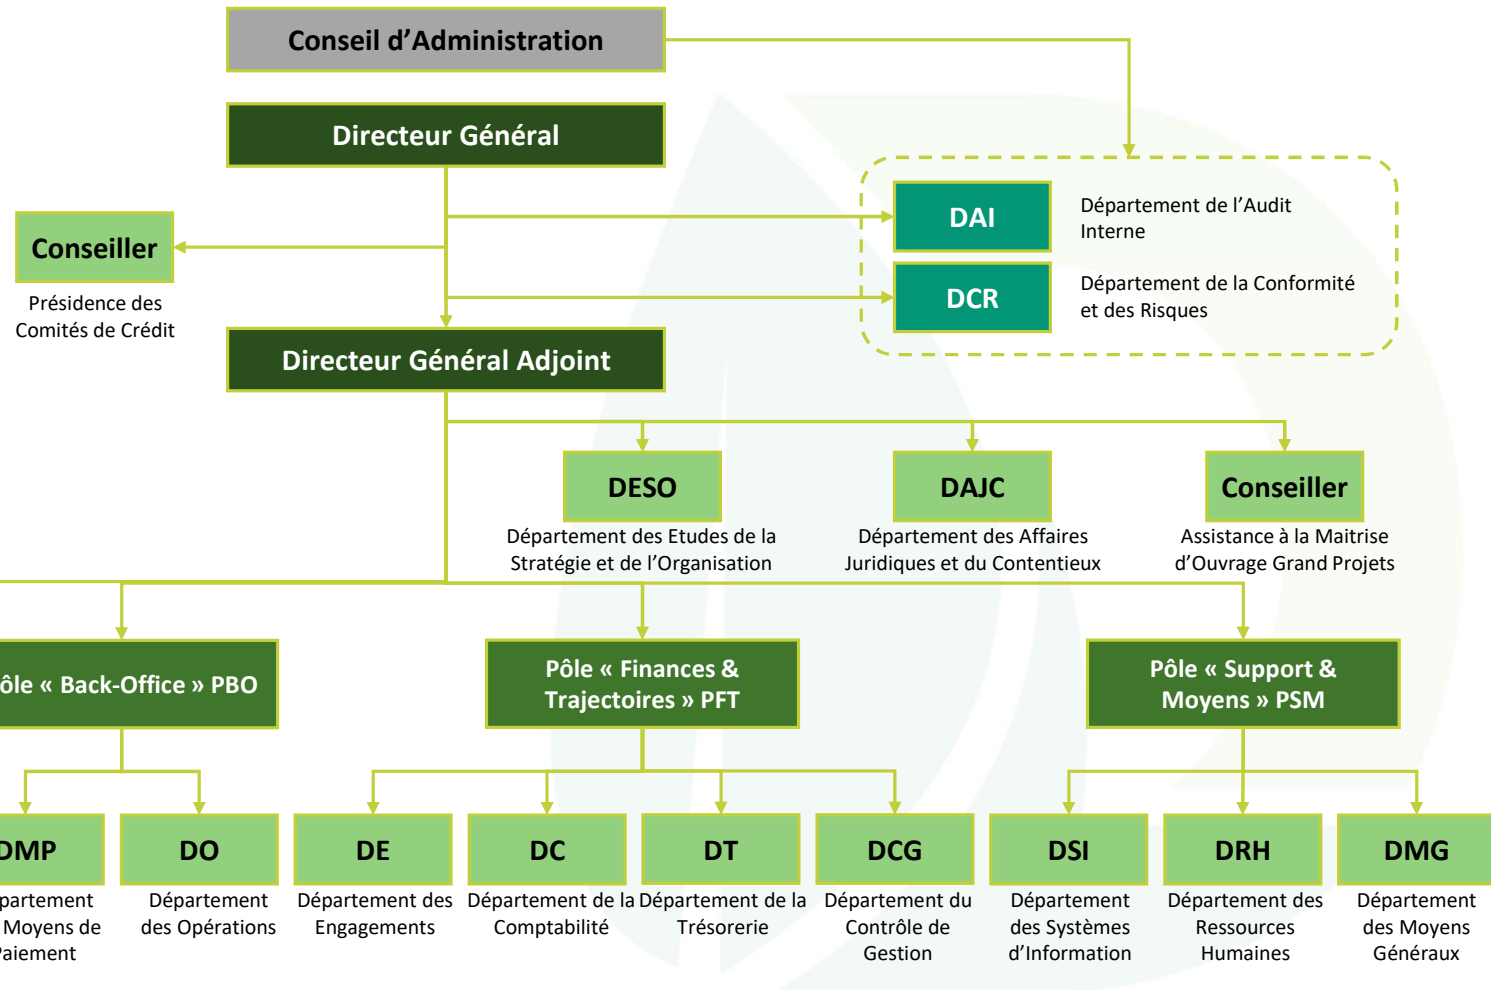 Conseil d’Administration
Directeur Général
DAI
Département de l’Audit
Interne
Conseiller
Présidence des
Comités de Crédit
DCR
Département de la Conformité
et des Risques
Directeur Général Adjoint
DESO
Département des Etudes de la
Stratégie et de l’Organisation
DAJC
Département des Affaires
Juridiques et du Contentieux
Conseiller
Assistance à la Maitrise
d’Ouvrage Grand Projets
ôle « Back-Office » PBO
Pôle « Finances &
Trajectoires » PFT
Pôle « Support &
Moyens » PSM
DMP
partement
Moyens de
Paiement
DO
Département
des Opérations
DE
Département des
Engagements
DC
Département de la
Comptabilité
DT
Département de la
Trésorerie
DCG
Département du
Contrôle de
Gestion
DSI
Département
des Systèmes
d’Information
DRH
Département des
Ressources
Humaines
DMG
Département
des Moyens
Généraux